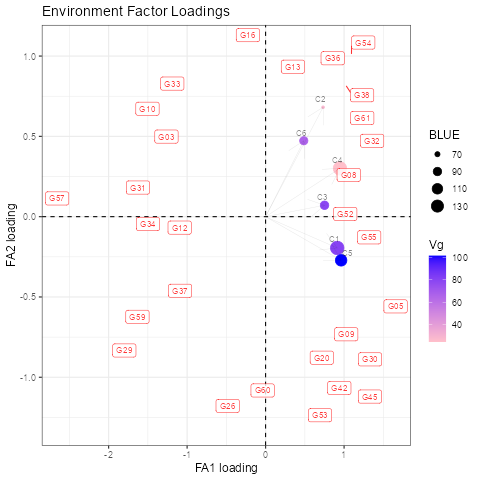 Environment Factor Loadings
G16
G54
G36
G13
G33
G38
C2
G10
G61
C6
G03
G32
C4
G08
G31
G57
C3
G52
G34
G12
G55
C1
C5
G37
G05
G59
G09
G29
G20
G30
G60
G42
G45
G26
G53
1.0
0.5
0.0
-0.5
-1.0
-2
-1
0
1
FA1 loading
FA2 loading
BLUE
70
90
110
130
Vg
100
80
60
40